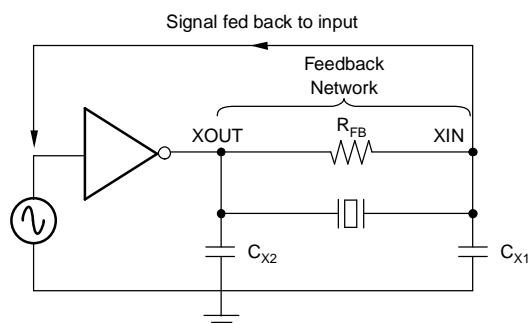 Signal fed back to input
Feedback
Network
XOUT
R_FB
XIN
C_X2
C_X1